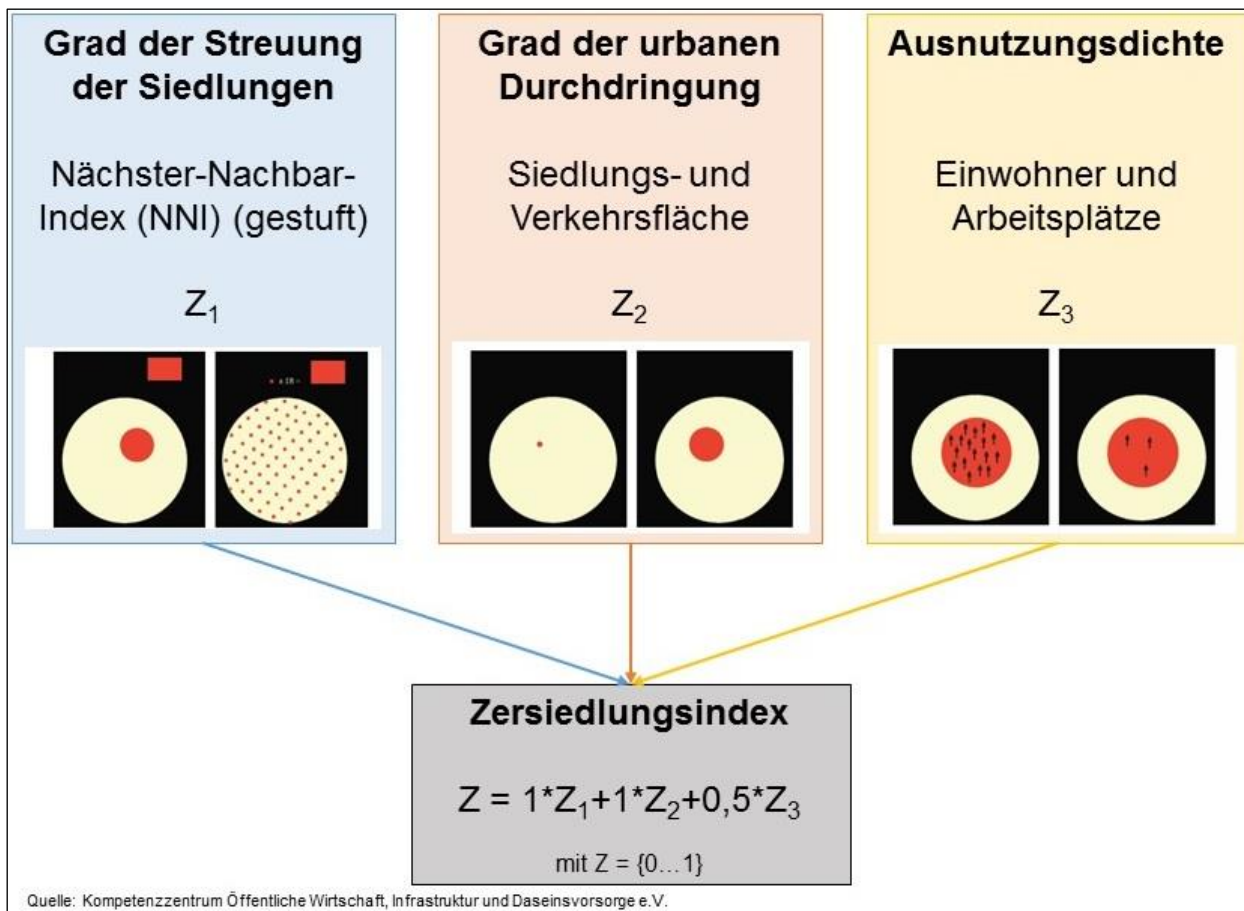 Grad der Streuung
der Siedlungen
Nächster-Nachbar-
Index (NNI) (gestuft)
Z₁
Grad der urbanen
Durchdringung
Siedlungs- und
Verkehrsfläche
Z₂
Ausnutzungsdichte
Einwohner und
Arbeitsplätze
Z₃
Zersiedlungsindex
Z = 1*Z₁+1*Z₂+0,5*Z₃
mit Z = {0…1}
Quelle: Kompetenzzentrum Öffentliche Wirtschaft, Infrastruktur und Daseinsvorsorge e.V.